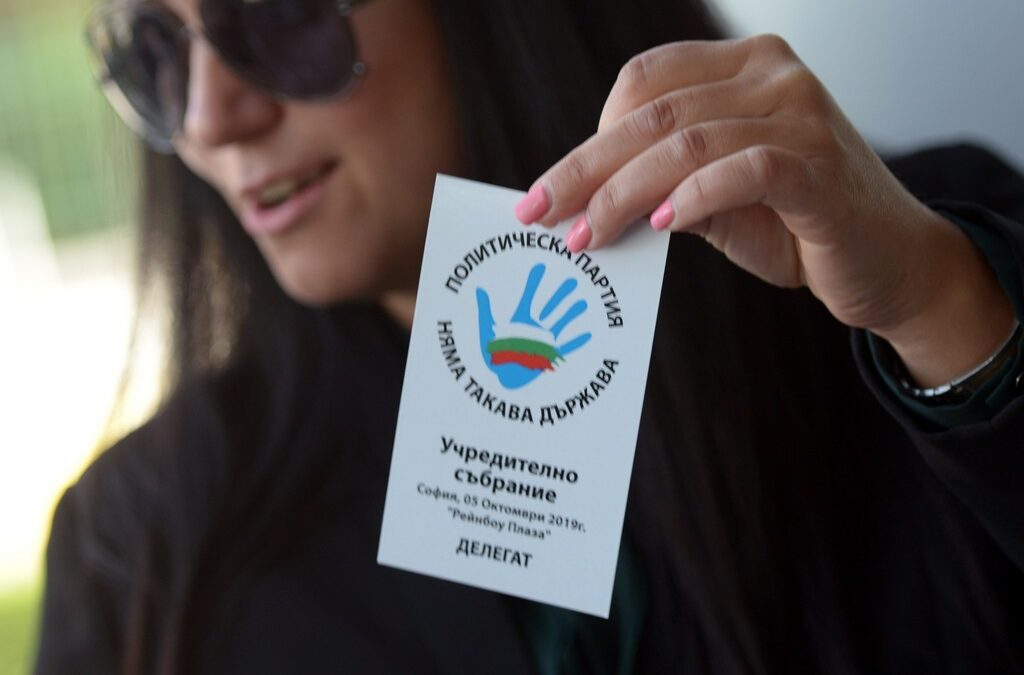 ПОЛИТИЧЕСКА ПАРТИЯ
НЯМА ТАКАВА ДЪРЖАВА
Учредително
събрание
София, 05 Октомври 2019г.
"Рейнбоу Плаза"
ДЕЛЕГАТ